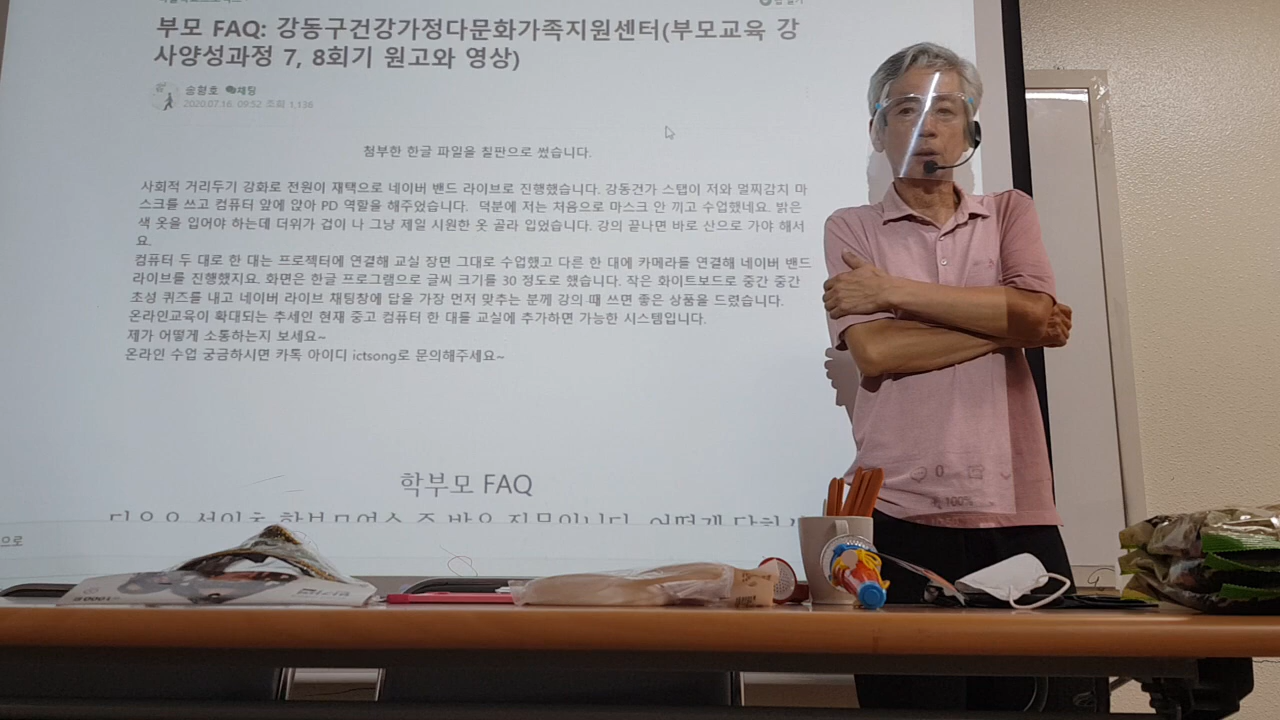 부모 FAQ: 강동구건강가정다문화가족지원센터(부모교육 강
사양성과정 7, 8회기 원고와 영상)
송형호 채팅
2020.07.16. 09:52 조회 1,136
첨부한 한글 파일을 칠판으로 썼습니다.
사회적 거리두기 강화로 전원이 재택으로 네이버 밴드 라이브로 진행했습니다. 강동건가 스탭이 저와 멀찌감치 마
스크를 쓰고 컴퓨터 앞에 앉아 PD 역할을 해주었습니다. 덕분에 저는 처음으로 마스크 안 끼고 수업했네요. 밝은
색 옷을 입어야 하는데 더위가 겁이 나 그냥 제일 시원한 옷 골라 입었습니다. 강의 끝나면 바로 산으로 가야 해서
요.
컴퓨터 두 대로 한 대는 프로젝터에 연결해 교실 장면 그대로 수업했고 다른 한 대에 카메라를 연결해 네이버 밴드
라이브를 진행했지요. 화면은 한글 프로그램으로 글씨 크기를 30 정도로 했습니다. 작은 화이트보드로 중간 중간
초성 퀴즈를 내고 네이버 라이브 채팅창에 답을 가장 먼저 맞추는 분께 강의 때 쓰면 좋은 상품을 드렸습니다.
온라인교육이 확대되는 추세인 현재 중고 컴퓨터 한 대를 교실에 추가하면 가능한 시스템입니다.
제가 어떻게 소통하는지 보세요~
온라인 수업 궁금하시면 카톡 아이디 ictsong로 문의해주세요~
0
100%
학부모 FAQ
으로